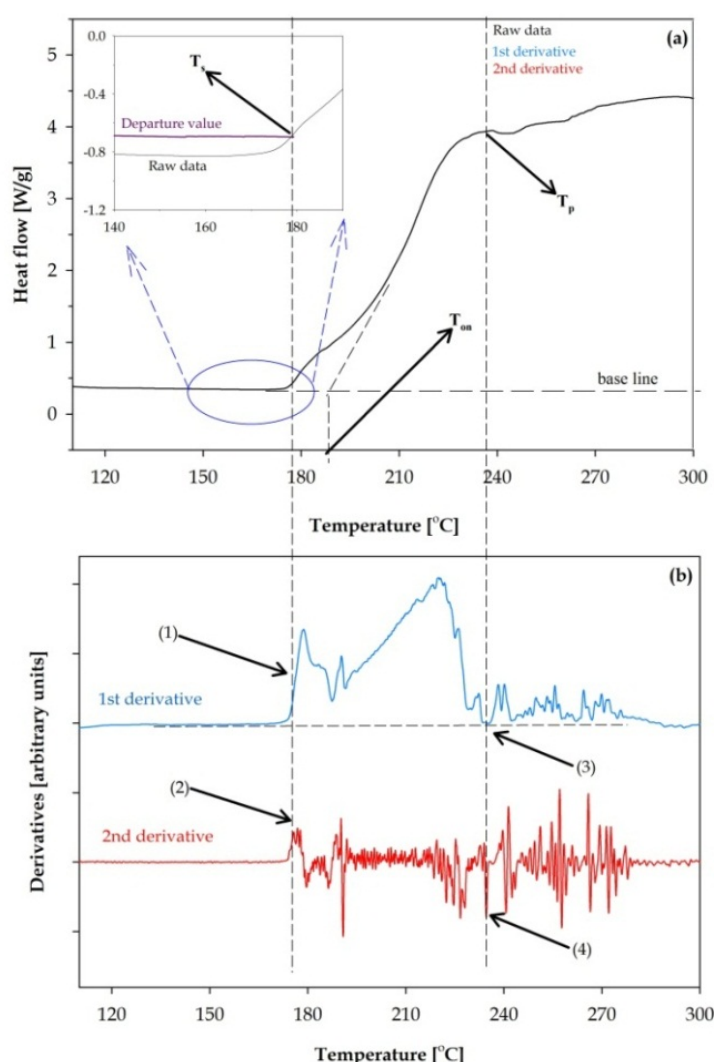 Raw data
1st derivative
2nd derivative
(a)
5
4
3
2
1
0
Heat flow [W/g]
0.0
-0.4
-0.8
-1.2
140
160
180
Ts
Departure value
Raw data
Tp
Ton
base line
120
150
180
210
240
270
300
Temperature [°C]
(b)
(1)
1st derivative
(3)
(2)
2nd derivative
(4)
Derivatives [arbitrary units]
120
150
180
210
240
270
300
Temperature [°C]